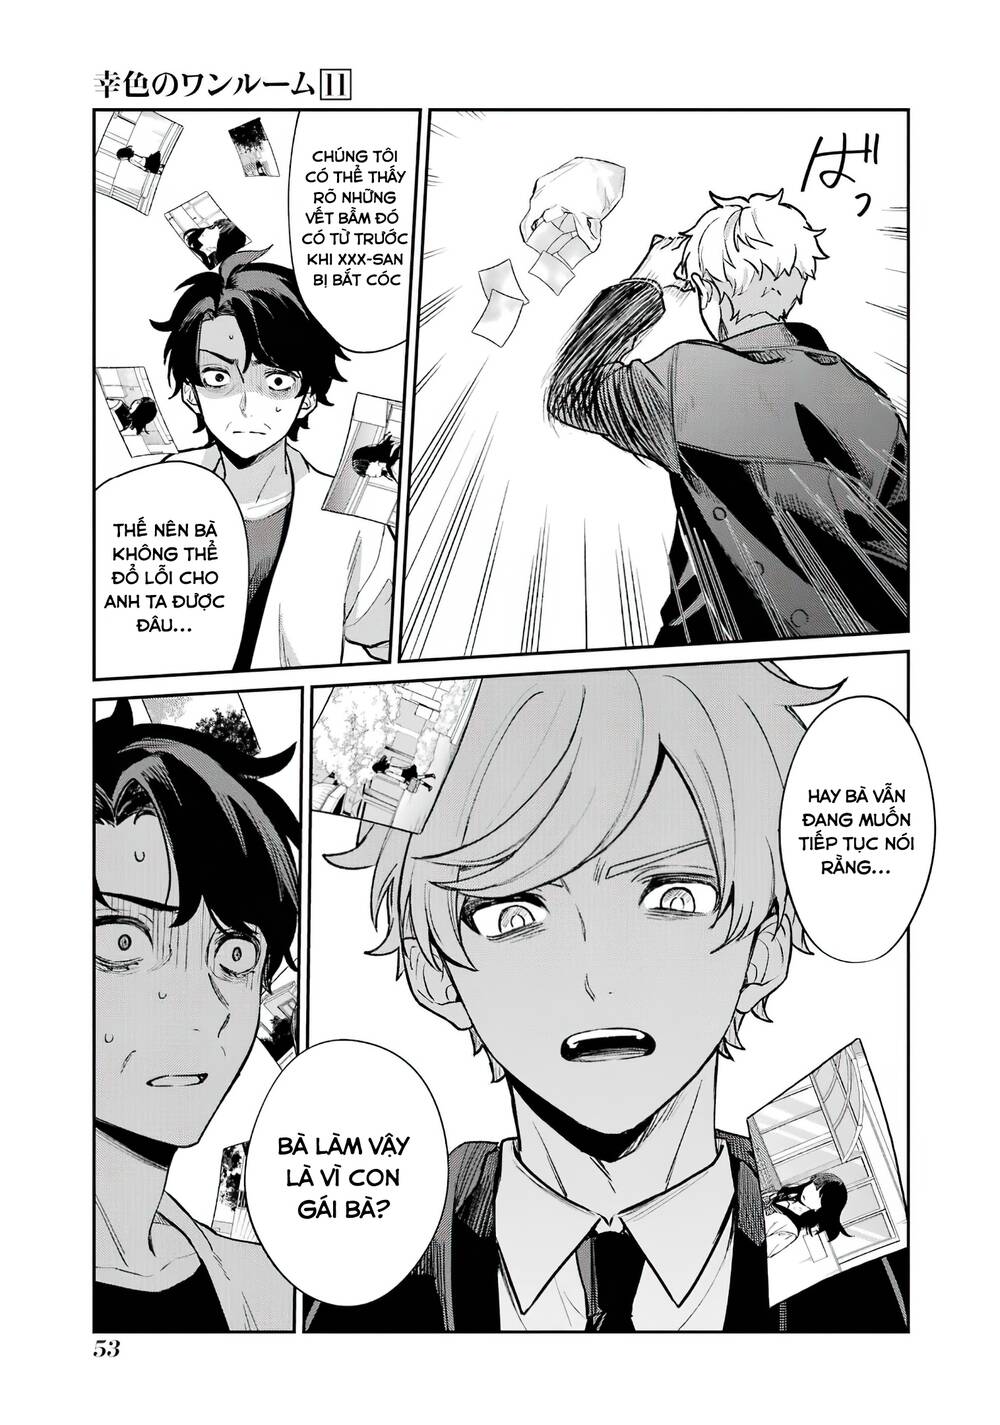 幸色のワンルーム 11
ばっ
CHÚNG TÔI
CÓ THỂ THẤY
RÕ NHỮNG
VẾT BẦM ĐÓ
CÓ TỪ TRƯỚC
KHI XXX-SAN
BỊ BẮT CÓC
THẾ NÊN BÀ
KHÔNG THỂ
ĐỔ LỖI CHO
ANH TA ĐƯỢC
ĐÂU...
HAY BÀ VẪN
ĐANG MUỐN
TIẾP TỤC NÓI
RẰNG...
BÀ LÀM VẬY
LÀ VÌ CON
GÁI BÀ?
53